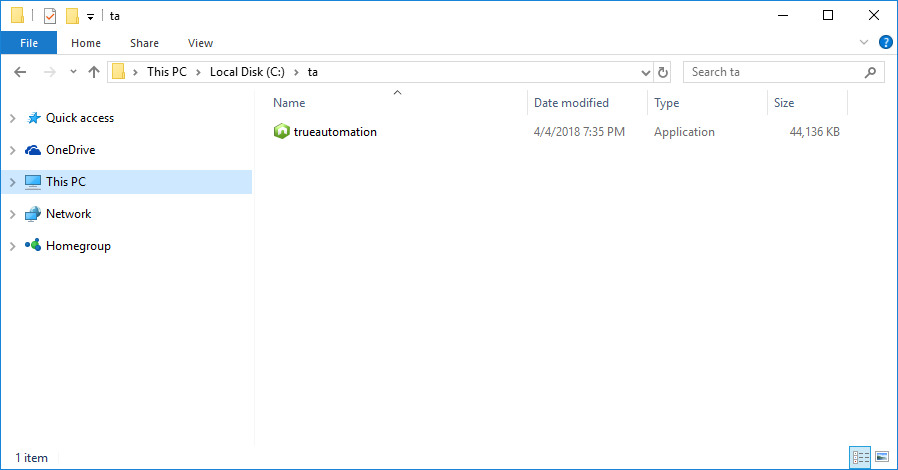 ta
File Home Share View
This PC Local Disk (C:) ta Search ta
Name Date modified Type Size
Quick access
trueautomation 4/4/2018 7:35 PM Application 44,136 KB
OneDrive
This PC
Network
Homegroup
1 item